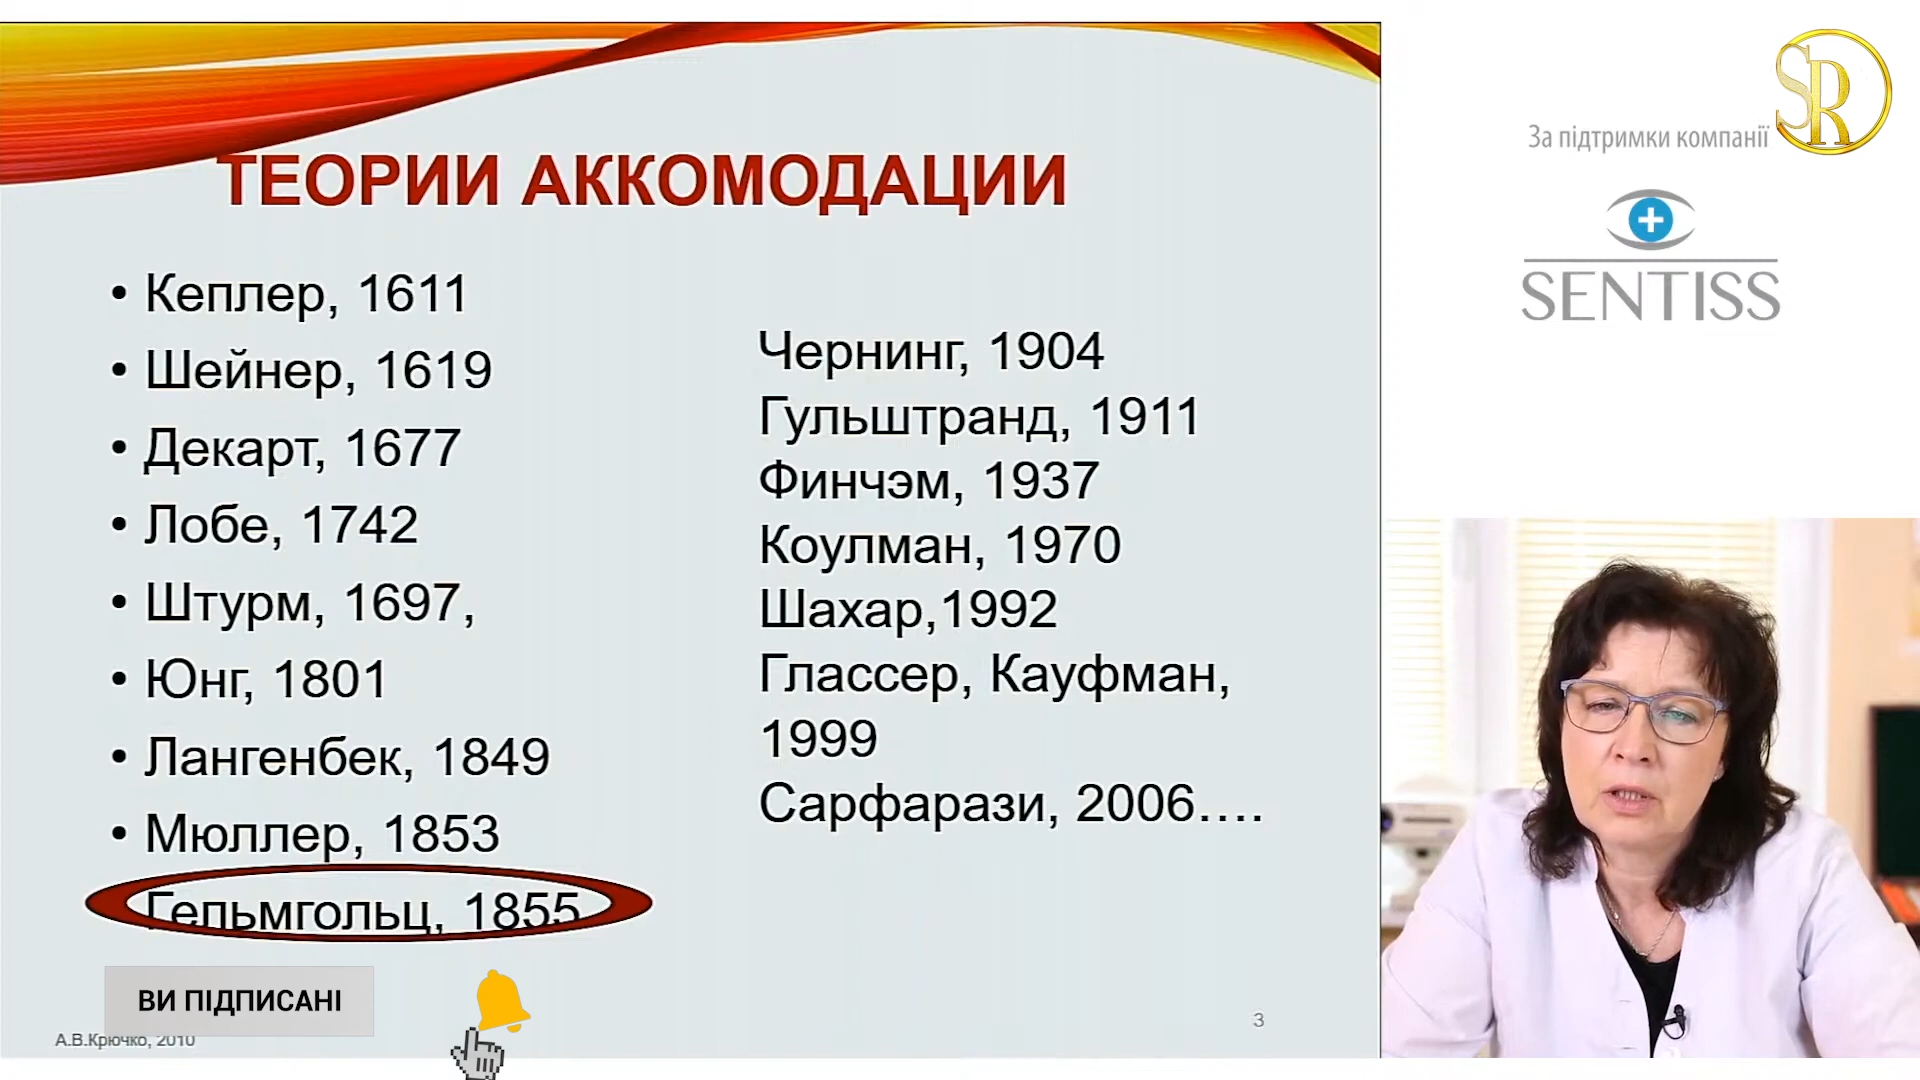 ТЕОРИИ АККОМОДАЦИИ
• Кеплер, 1611
• Шейнер, 1619
• Декарт, 1677
• Лобе, 1742
• Штурм, 1697,
• Юнг, 1801
• Лангенбек, 1849
• Мюллер, 1853
Гельмгольц, 1855
Чернинг, 1904
Гульштранд, 1911
Финчэм, 1937
Коулман, 1970
Шахар,1992
Глассер, Кауфман,
1999
Сарфарази, 2006….
ВИ ПІДПИСАНІ
А.В.Крючко, 2010
3
За підтримки компанії
SR
SENTISS